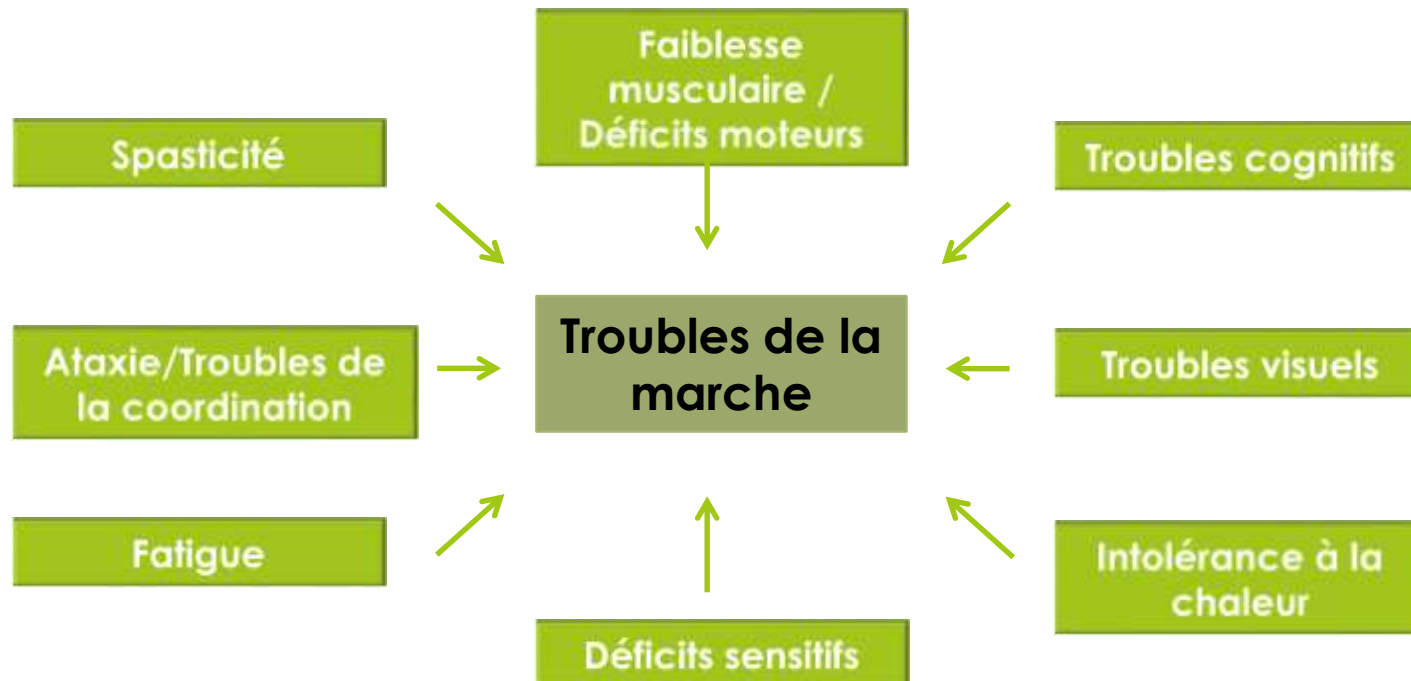 Faiblesse
musculaire /
Déficits moteurs
Spasticité
Troubles cognitifs
Troubles de la
marche
Ataxie/Troubles de
la coordination
Troubles visuels
Fatigue
Intolérance à la
chaleur
Déficits sensitifs